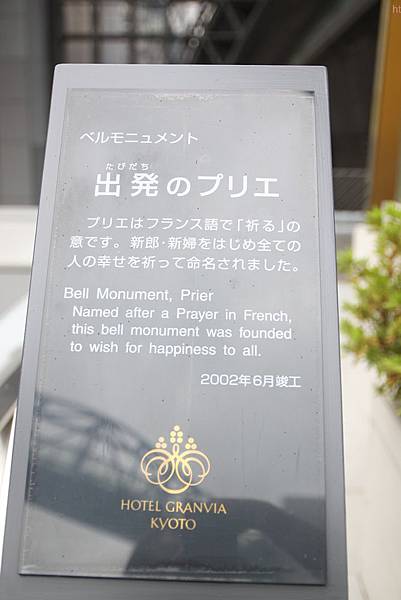 ht
ベルモニュメント
たびだち
出発のプリエ
プリエはフランス語で「祈る」の
意です。新郎・新婦をはじめ全ての
人の幸せを祈って命名されました。
Bell Monument, Prier
Named after a Prayer in French,
this bell monument was founded
to wish for happiness to all.
2002年6月竣工
HOTEL GRANVIA
KYOTO